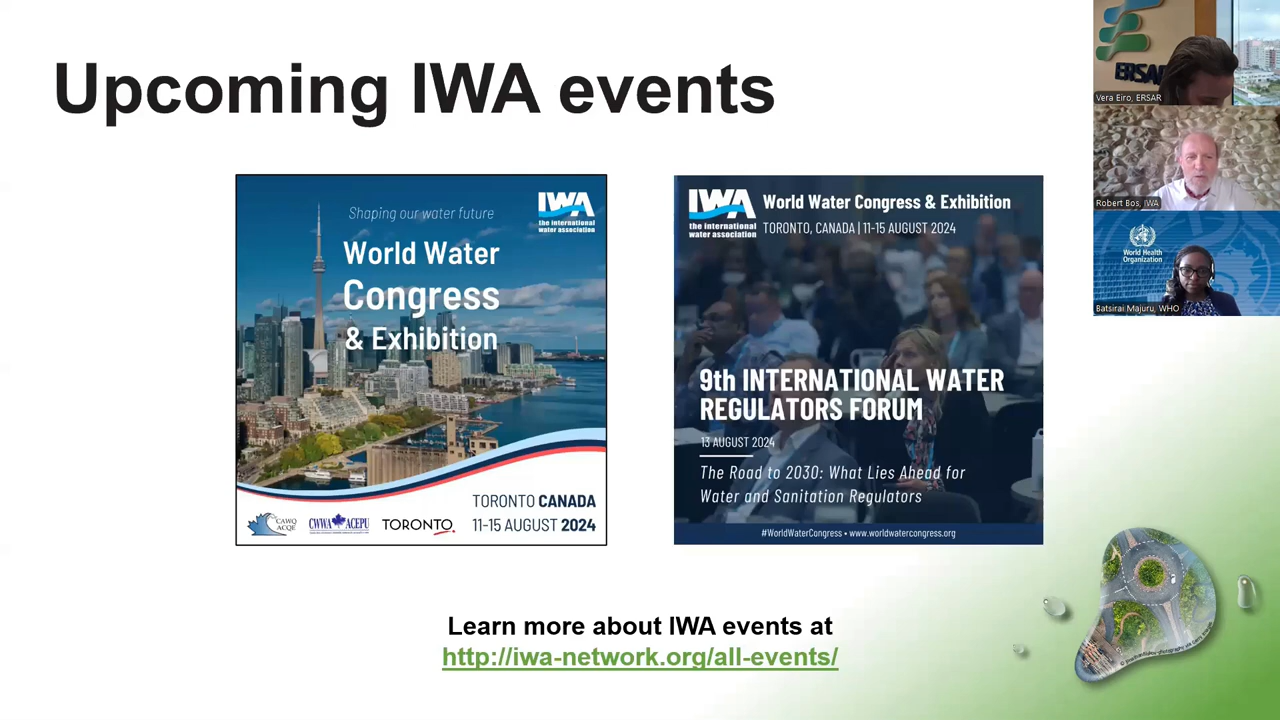 Upcoming IWA events
Shaping our water future
IWA
the international
water association
World Water
Congress
& Exhibition
TORONTO CANADA
11-15 AUGUST 2024
CAWQ
ACQE
CWWA ACEPU
TORONTO
IWA
the international
water association
World Water Congress & Exhibition
TORONTO, CANADA | 11-15 AUGUST 2024
9th INTERNATIONAL WATER
REGULATORS FORUM
13 AUGUST 2024
The Road to 2030: What Lies Ahead for
Water and Sanitation Regulators
#WorldWaterCongress • www.worldwatercongress.org
Learn more about IWA events at
http://iwa-network.org/all-events/
ERSAR
Vera Eiro, ERSAR
Robert Bos, IWA
World Health
Organization
Batsirai Majuru, WHO